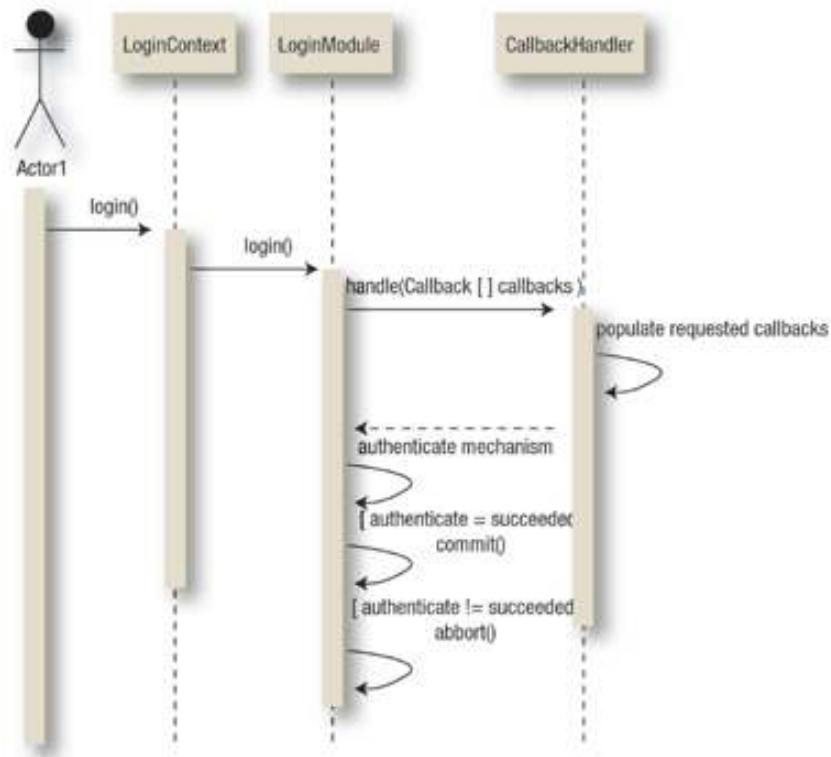 LoginContext
LoginModule
CallbackHandler
Actor1
login()
login()
handle(Callback [ ] callbacks )
populate requested callbacks
authenticate mechanism
[ authenticate = succeeded
commit()
[ authenticate != succeeded
abbort()